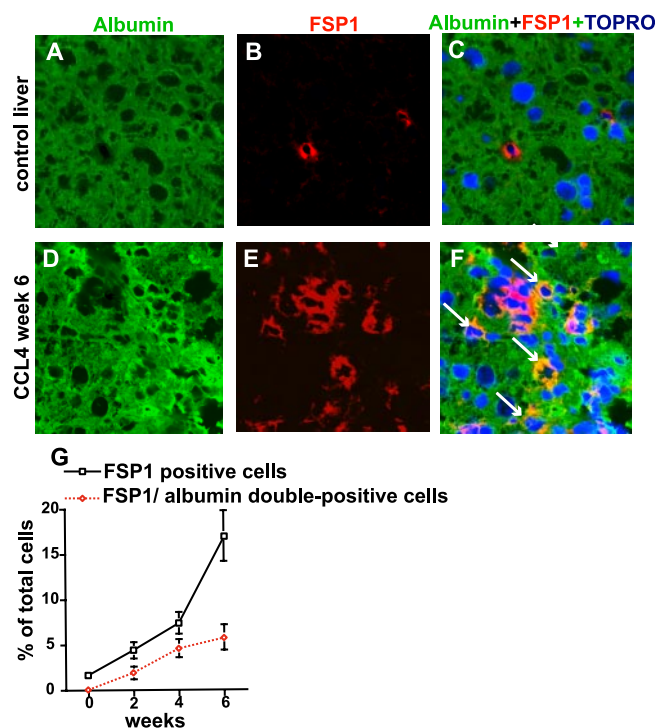 Albumin FSP1 Albumin+FSP1+TOPRO
control liver
A B C
CCL4 week 6
D E F
G
FSP1 positive cells
FSP1/ albumin double-positive cells
% of total cells
20
15
10
5
0
0 2 4 6
weeks